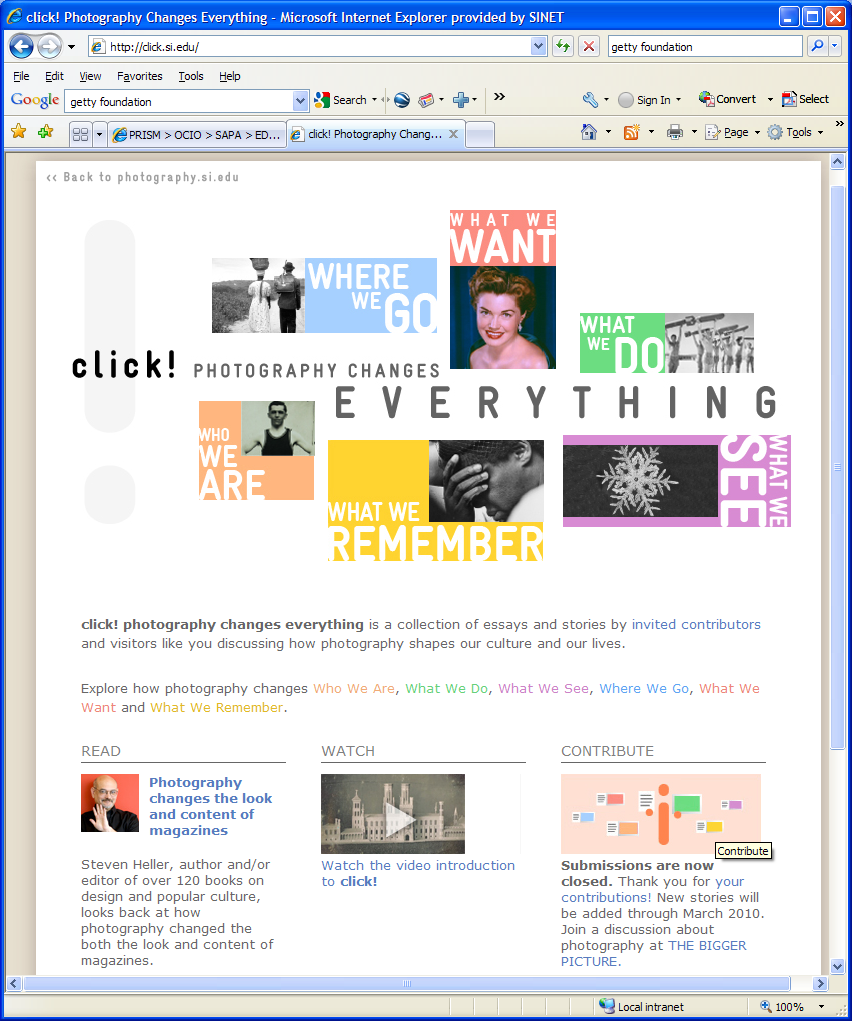 click! Photography Changes Everything - Microsoft Internet Explorer provided by SINET
http://click.si.edu/
getty foundation
File Edit View Favorites Tools Help
Google getty foundation Search Sign In Convert Select
PRISM > OCIO > SAPA > ED... click! Photography Chang... Page Tools
<< Back to photography.si.edu
WHAT WE
WANT
WHERE
WE
GO
WHAT
WE
DO
click! PHOTOGRAPHY CHANGES
EVERYTHING
WHO
WE
ARE
WHAT WE
REMEMBER
WHAT WE
SEE
click! photography changes everything is a collection of essays and stories by invited contributors
and visitors like you discussing how photography shapes our culture and our lives.
Explore how photography changes Who We Are, What We Do, What We See, Where We Go, What We
Want and What We Remember.
READ
Photography
changes the look
and content of
magazines
Steven Heller, author and/or
editor of over 120 books on
design and popular culture,
looks back at how
photography changed the
both the look and content of
magazines.
WATCH
Watch the video introduction
to click!
CONTRIBUTE
Contribute
Submissions are now
closed. Thank you for your
contributions! New stories will
be added through March 2010.
Join a discussion about
photography at THE BIGGER
PICTURE.
Local intranet
100%